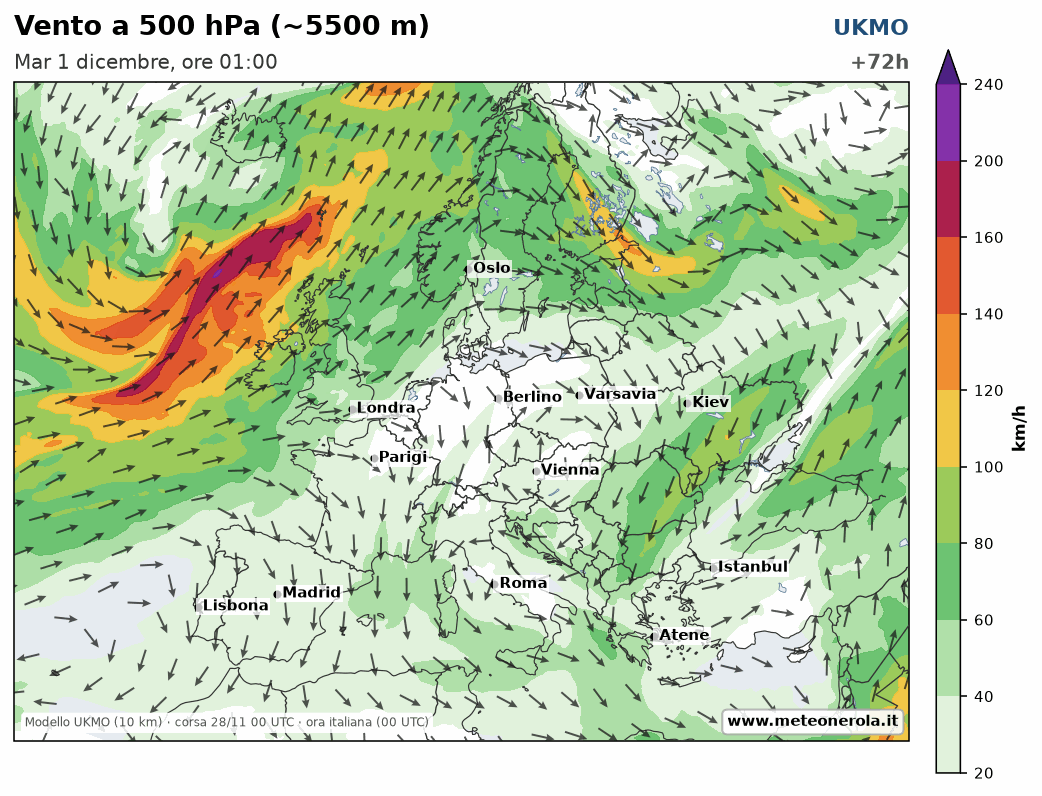 Vento a 500 hPa (~5500 m)
UKMO
Mar 1 dicembre, ore 01:00
+72h
240
200
160
140
120
100
80
60
40
20
km/h
Oslo
Londra
Berlino
Varsavia
Kiev
Parigi
Vienna
Istanbul
Roma
Madrid
Lisbona
Atene
Modello UKMO (10 km) · corsa 28/11 00 UTC · ora italiana (00 UTC)
www.meteonerola.it